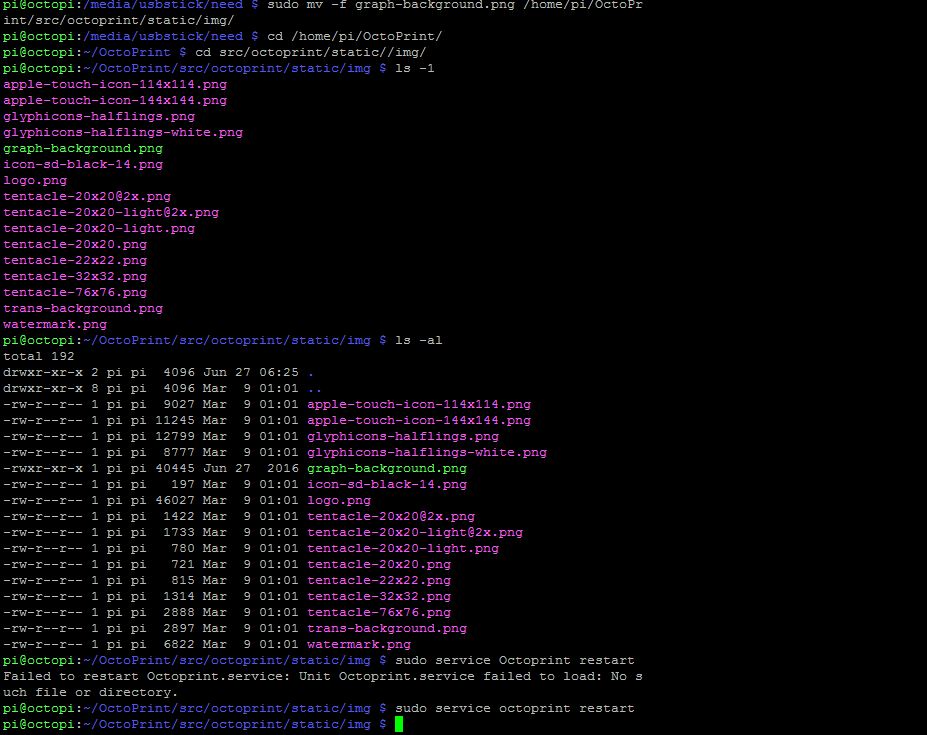 pi@octopi:/media/usbstick/need $ sudo mv -f graph-background.png /home/pi/OctoPr
int/src/octoprint/static/img/
pi@octopi:/media/usbstick/need $ cd /home/pi/OctoPrint/
pi@octopi:~/OctoPrint $ cd src/octoprint/static//img/
pi@octopi:~/OctoPrint/src/octoprint/static/img $ ls -1
apple-touch-icon-114x114.png
apple-touch-icon-144x144.png
glyphicons-halflings.png
glyphicons-halflings-white.png
graph-background.png
icon-sd-black-14.png
logo.png
tentacle-20x20@2x.png
tentacle-20x20-light@2x.png
tentacle-20x20-light.png
tentacle-20x20.png
tentacle-22x22.png
tentacle-32x32.png
tentacle-76x76.png
trans-background.png
watermark.png
pi@octopi:~/OctoPrint/src/octoprint/static/img $ ls -al
total 192
drwxr-xr-x 2 pi pi  4096 Jun 27 06:25 .
drwxr-xr-x 8 pi pi  4096 Mar  9 01:01 ..
-rw-r--r-- 1 pi pi  9027 Mar  9 01:01 apple-touch-icon-114x114.png
-rw-r--r-- 1 pi pi 11245 Mar  9 01:01 apple-touch-icon-144x144.png
-rw-r--r-- 1 pi pi 12799 Mar  9 01:01 glyphicons-halflings.png
-rw-r--r-- 1 pi pi  8777 Mar  9 01:01 glyphicons-halflings-white.png
-rwxr-xr-x 1 pi pi 40445 Jun 27  2016 graph-background.png
-rw-r--r-- 1 pi pi   197 Mar  9 01:01 icon-sd-black-14.png
-rw-r--r-- 1 pi pi 46027 Mar  9 01:01 logo.png
-rw-r--r-- 1 pi pi  1422 Mar  9 01:01 tentacle-20x20@2x.png
-rw-r--r-- 1 pi pi  1733 Mar  9 01:01 tentacle-20x20-light@2x.png
-rw-r--r-- 1 pi pi   780 Mar  9 01:01 tentacle-20x20-light.png
-rw-r--r-- 1 pi pi   721 Mar  9 01:01 tentacle-20x20.png
-rw-r--r-- 1 pi pi   815 Mar  9 01:01 tentacle-22x22.png
-rw-r--r-- 1 pi pi  1314 Mar  9 01:01 tentacle-32x32.png
-rw-r--r-- 1 pi pi  2888 Mar  9 01:01 tentacle-76x76.png
-rw-r--r-- 1 pi pi  2897 Mar  9 01:01 trans-background.png
-rw-r--r-- 1 pi pi  6822 Mar  9 01:01 watermark.png
pi@octopi:~/OctoPrint/src/octoprint/static/img $ sudo service Octoprint restart
Failed to restart Octoprint.service: Unit Octoprint.service failed to load: No s
uch file or directory.
pi@octopi:~/OctoPrint/src/octoprint/static/img $ sudo service octoprint restart
pi@octopi:~/OctoPrint/src/octoprint/static/img $